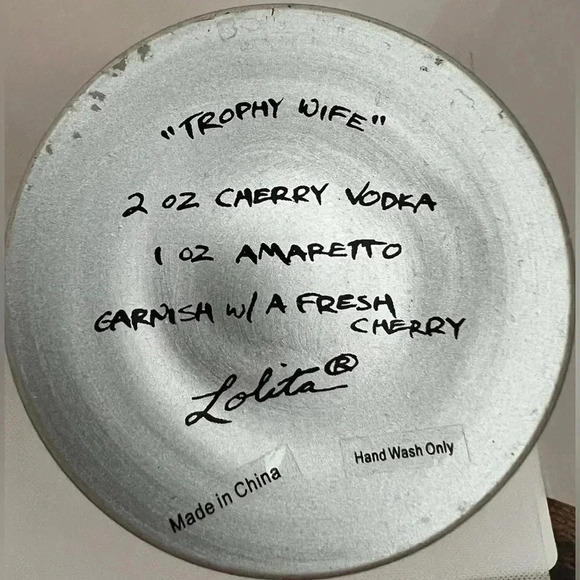 "TROPHY WIFE"
2 OZ CHERRY VODKA
1 OZ AMARETTO
GARNISH W/ A FRESH
CHERRY
Lolita®
Hand Wash Only
Made in China